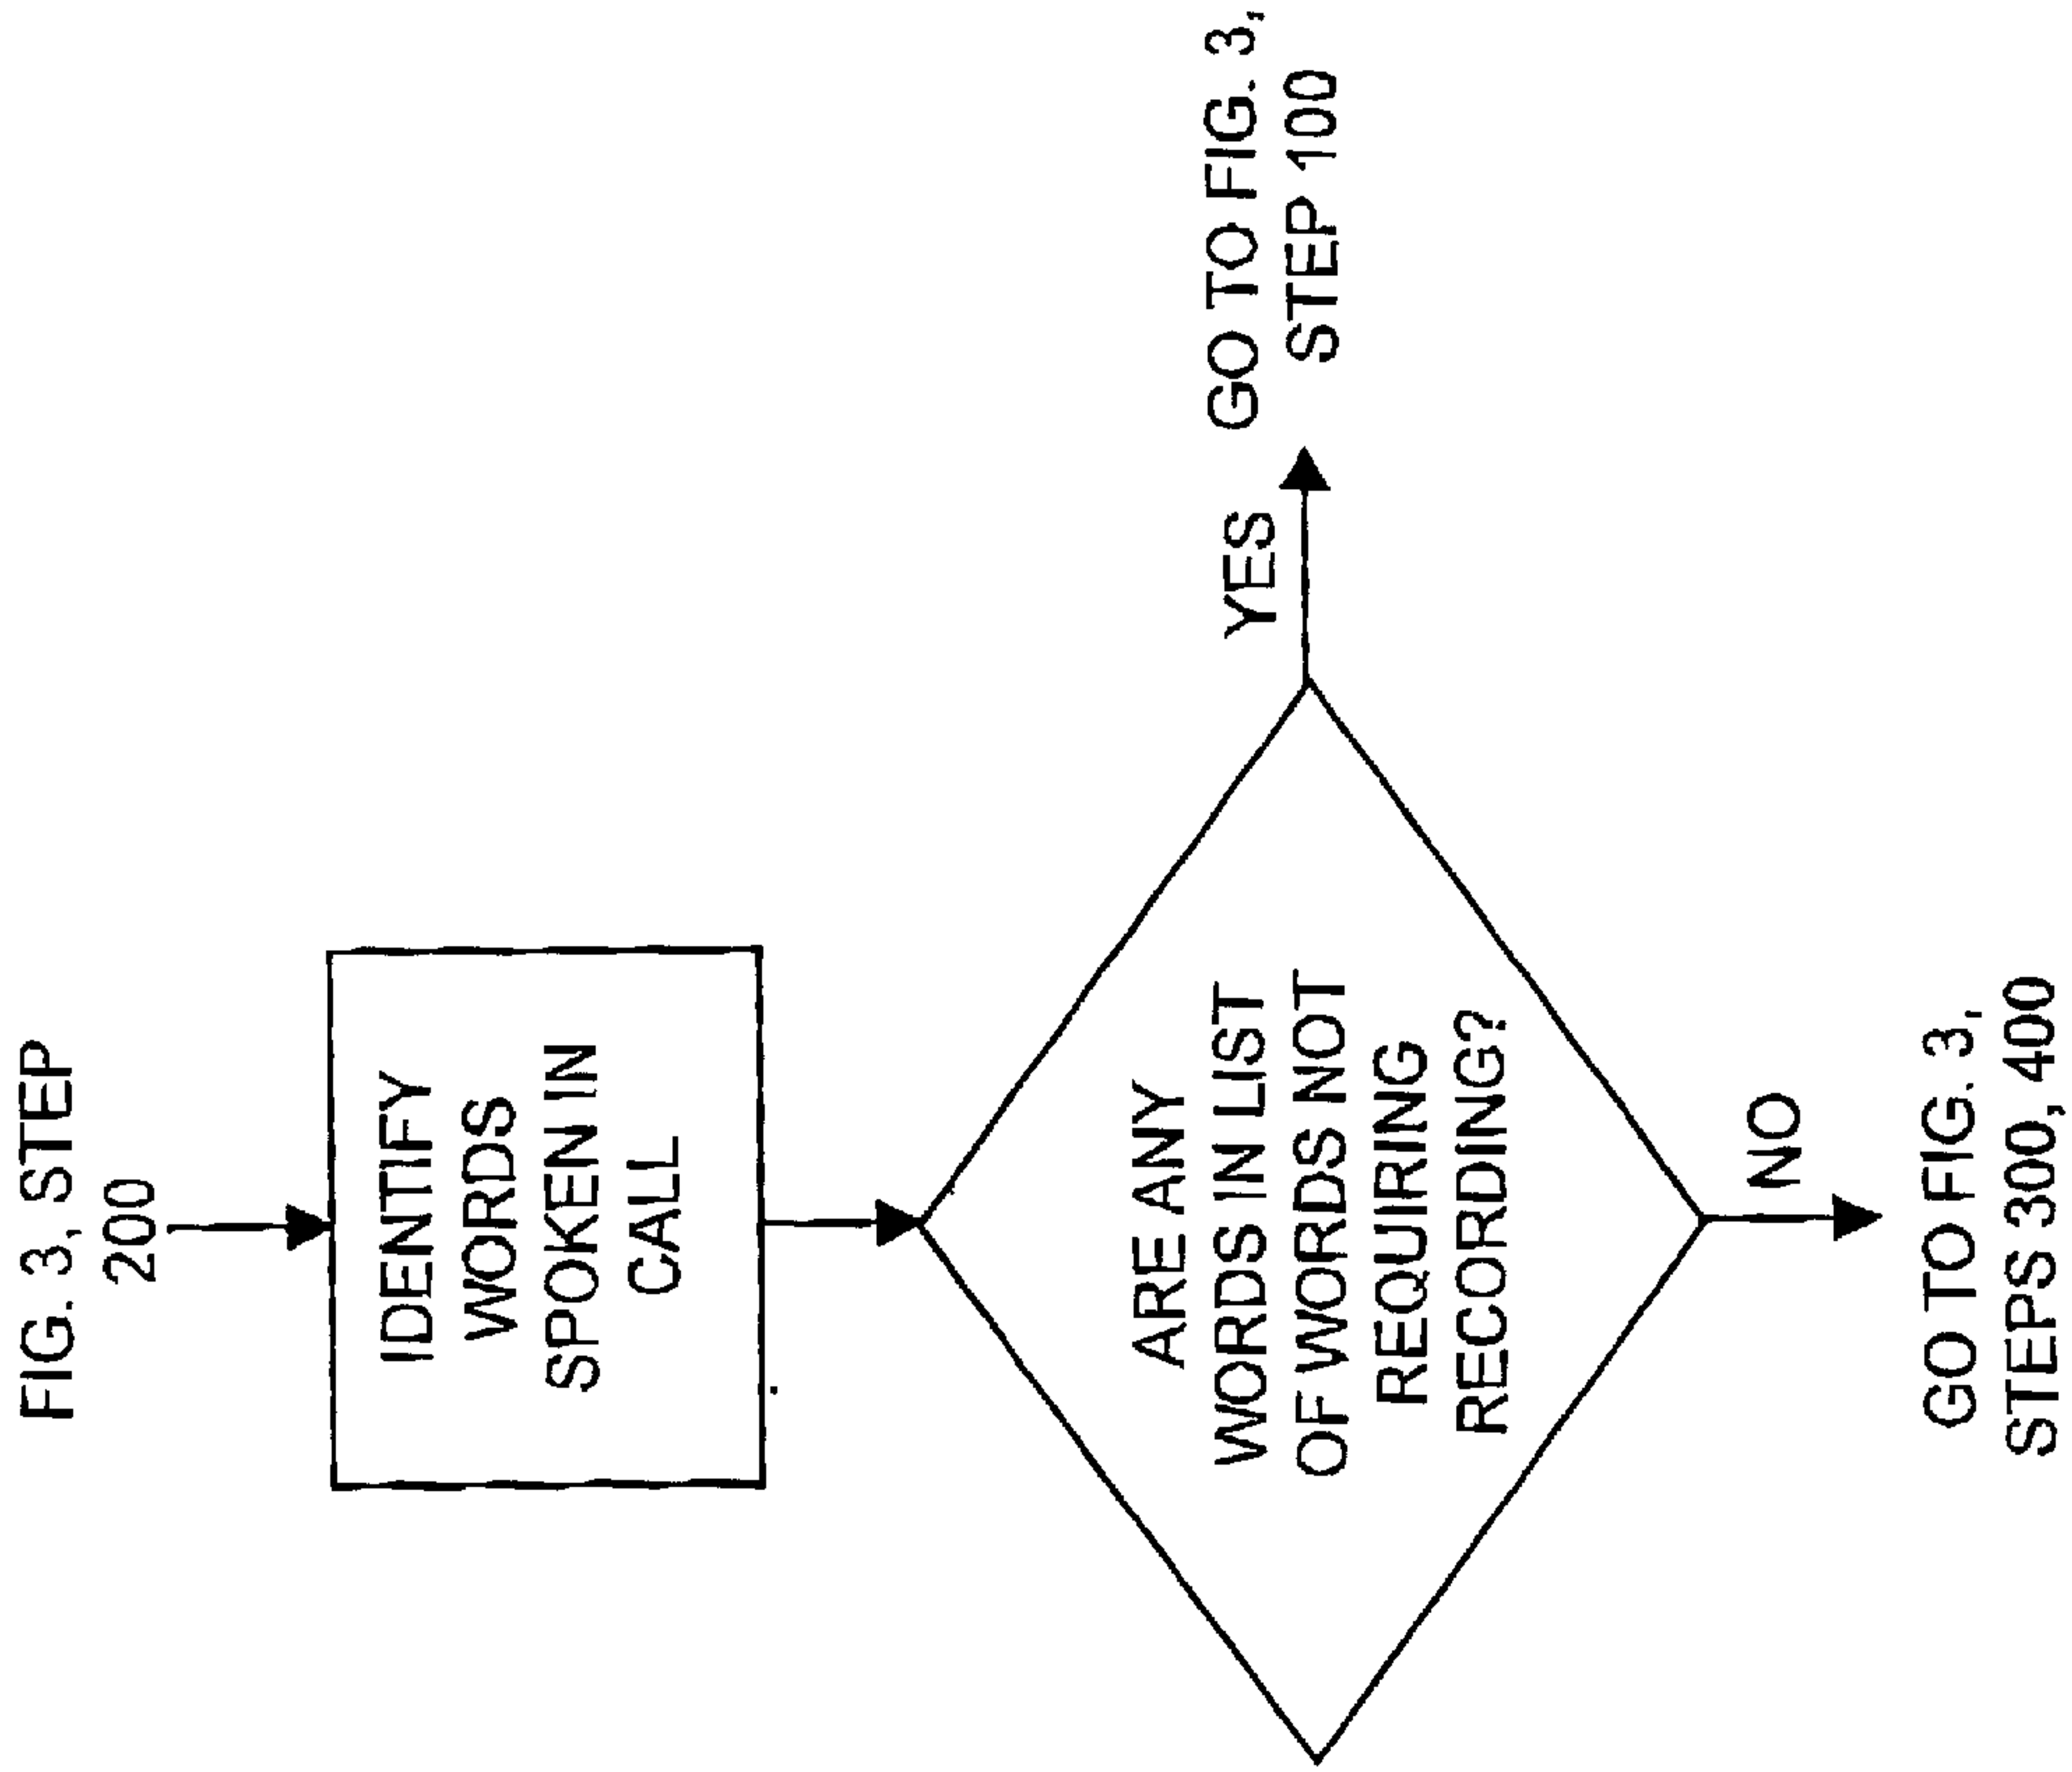 FIG. 3, STEP
200
IDENTIFY
WORDS
SPOKEN IN
CALL
ARE ANY
WORDS IN LIST
OF WORDS NOT
REQUIRING
RECORDING?
YES
GO TO FIG. 3,
STEP 100
NO
GO TO FIG. 3,
STEPS 300, 400